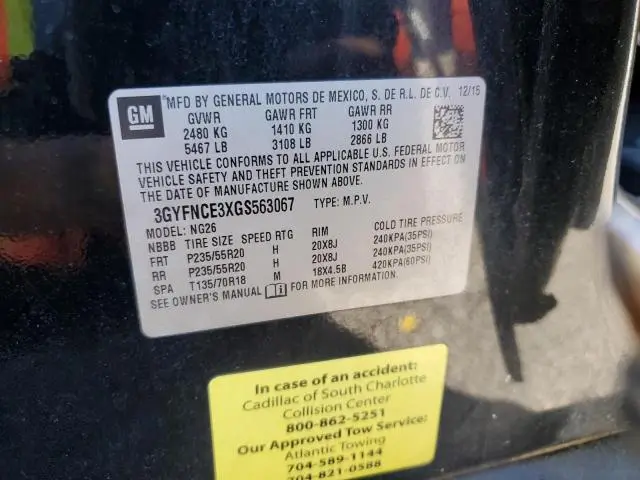 GM
MFD BY GENERAL MOTORS DE MEXICO, S. DE R.L. DE C.V. 12/15
GVWR GAWR FRT GAWR RR
2480 KG 1410 KG 1300 KG
5467 LB 3108 LB 2866 LB
THIS VEHICLE CONFORMS TO ALL APPLICABLE U.S. FEDERAL MOTOR
VEHICLE SAFETY AND THEFT PREVENTION STANDARDS IN EFFECT ON
THE DATE OF MANUFACTURE SHOWN ABOVE.
3GYFNCE3XGS563067 TYPE: M.P.V.
MODEL: NG26
NBBB TIRE SIZE SPEED RTG RIM COLD TIRE PRESSURE
FRT P235/55R20 H 20X8J 240KPA(35PSI)
RR P235/55R20 H 20X8J 240KPA(35PSI)
SPA T135/70R18 M 18X4.5B 420KPA(60PSI)
SEE OWNER'S MANUAL FOR MORE INFORMATION.
In case of an accident:
Cadillac of South Charlotte
Collision Center
800-862-5251
Our Approved Tow Service:
Atlantic Towing
704-589-1144
704-821-0588